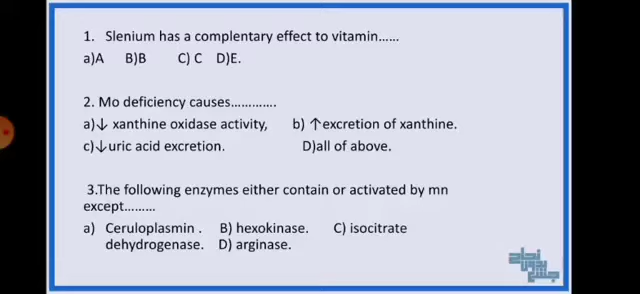 1. Slenium has a complentary effect to vitamin......
a)A B)B C) C D)E.
2. Mo deficiency causes.............
a)↓ xanthine oxidase activity, b) ↑excretion of xanthine.
c)↓uric acid excretion. D)all of above.
3.The following enzymes either contain or activated by mn
except.........
a) Ceruloplasmin . B) hexokinase. C) isocitrate
dehydrogenase. D) arginase.